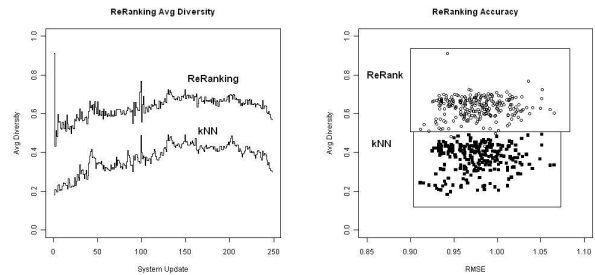 ReRanking Avg Diversity
1.0
0.8
0.6
0.4
0.2
0.0
Avg Diversity
ReRanking
kNN
0 50 100 150 200 250
System Update
ReRanking Accuracy
1.0
0.8
0.6
0.4
0.2
0.0
Avg Diversity
ReRank
kNN
0.85 0.90 0.95 1.00 1.05 1.10
RMSE